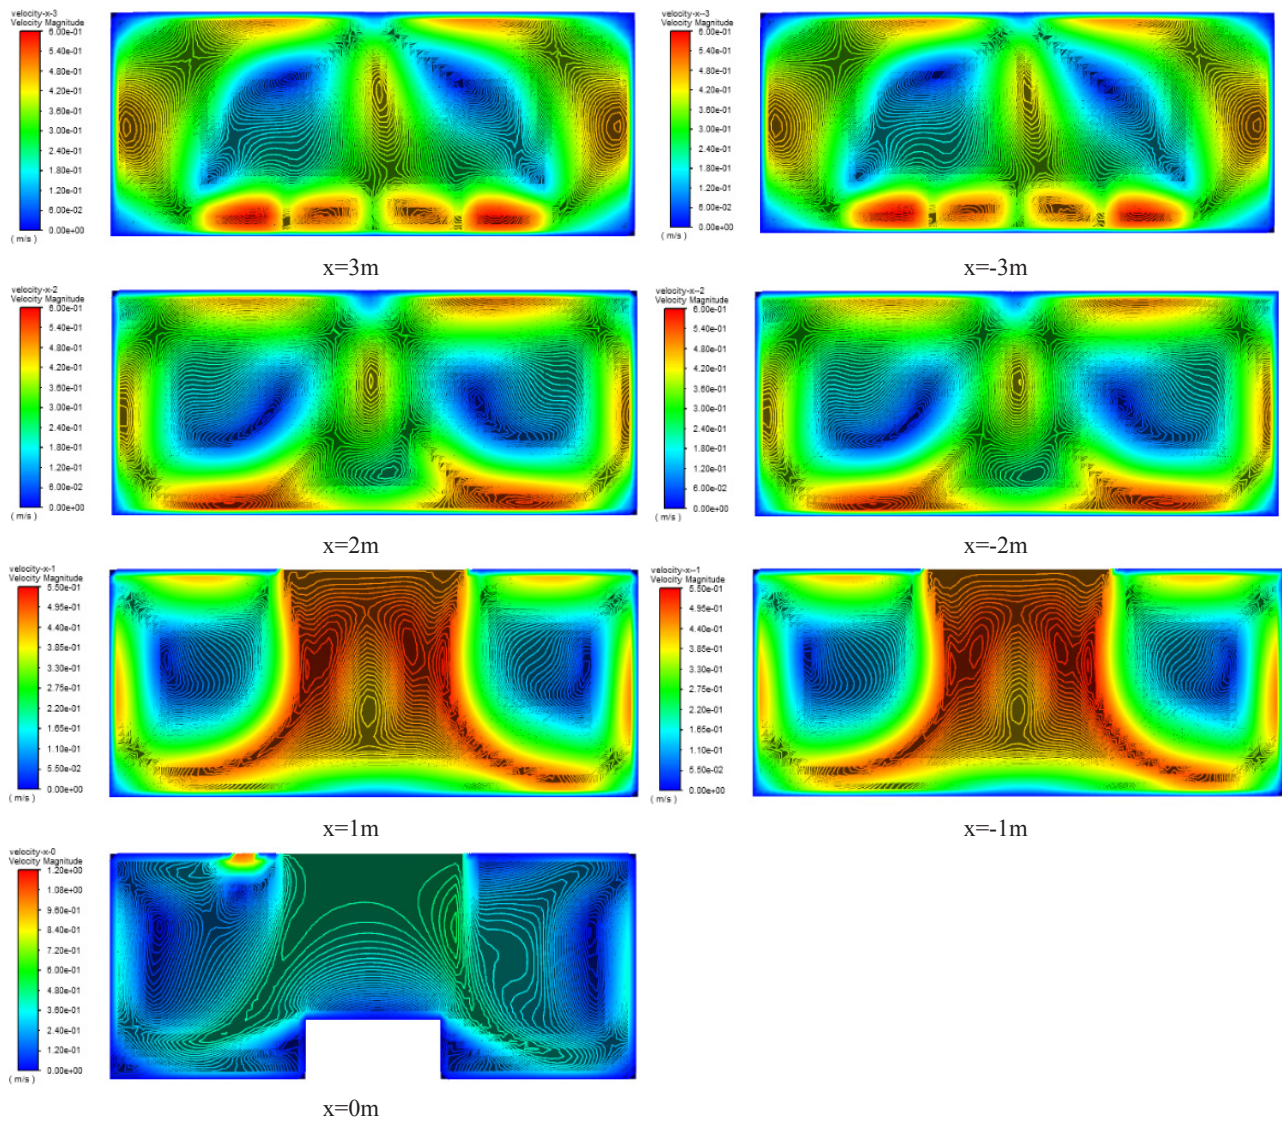 velocity-x-3
Velocity Magnitude
6.00e-01
5.40e-01
4.80e-01
4.20e-01
3.60e-01
3.00e-01
2.40e-01
1.80e-01
1.20e-01
6.00e-02
0.00e+00
( m/s )
x=3m
velocity-x--3
Velocity Magnitude
6.00e-01
5.40e-01
4.80e-01
4.20e-01
3.60e-01
3.00e-01
2.40e-01
1.80e-01
1.20e-01
6.00e-02
0.00e+00
( m/s )
x=-3m
velocity-x-2
Velocity Magnitude
6.00e-01
5.40e-01
4.80e-01
4.20e-01
3.60e-01
3.00e-01
2.40e-01
1.80e-01
1.20e-01
6.00e-02
0.00e+00
( m/s )
x=2m
velocity-x--2
Velocity Magnitude
6.00e-01
5.40e-01
4.80e-01
4.20e-01
3.60e-01
3.00e-01
2.40e-01
1.80e-01
1.20e-01
6.00e-02
0.00e+00
( m/s )
x=-2m
velocity-x-1
Velocity Magnitude
5.50e-01
4.95e-01
4.40e-01
3.85e-01
3.30e-01
2.75e-01
2.20e-01
1.65e-01
1.10e-01
5.50e-02
0.00e+00
( m/s )
x=1m
velocity-x--1
Velocity Magnitude
5.50e-01
4.95e-01
4.40e-01
3.85e-01
3.30e-01
2.75e-01
2.20e-01
1.65e-01
1.10e-01
5.50e-02
0.00e+00
( m/s )
x=-1m
velocity-x-0
Velocity Magnitude
1.20e+00
1.08e+00
9.60e-01
8.40e-01
7.20e-01
6.00e-01
4.80e-01
3.60e-01
2.40e-01
1.20e-01
0.00e+00
( m/s )
x=0m